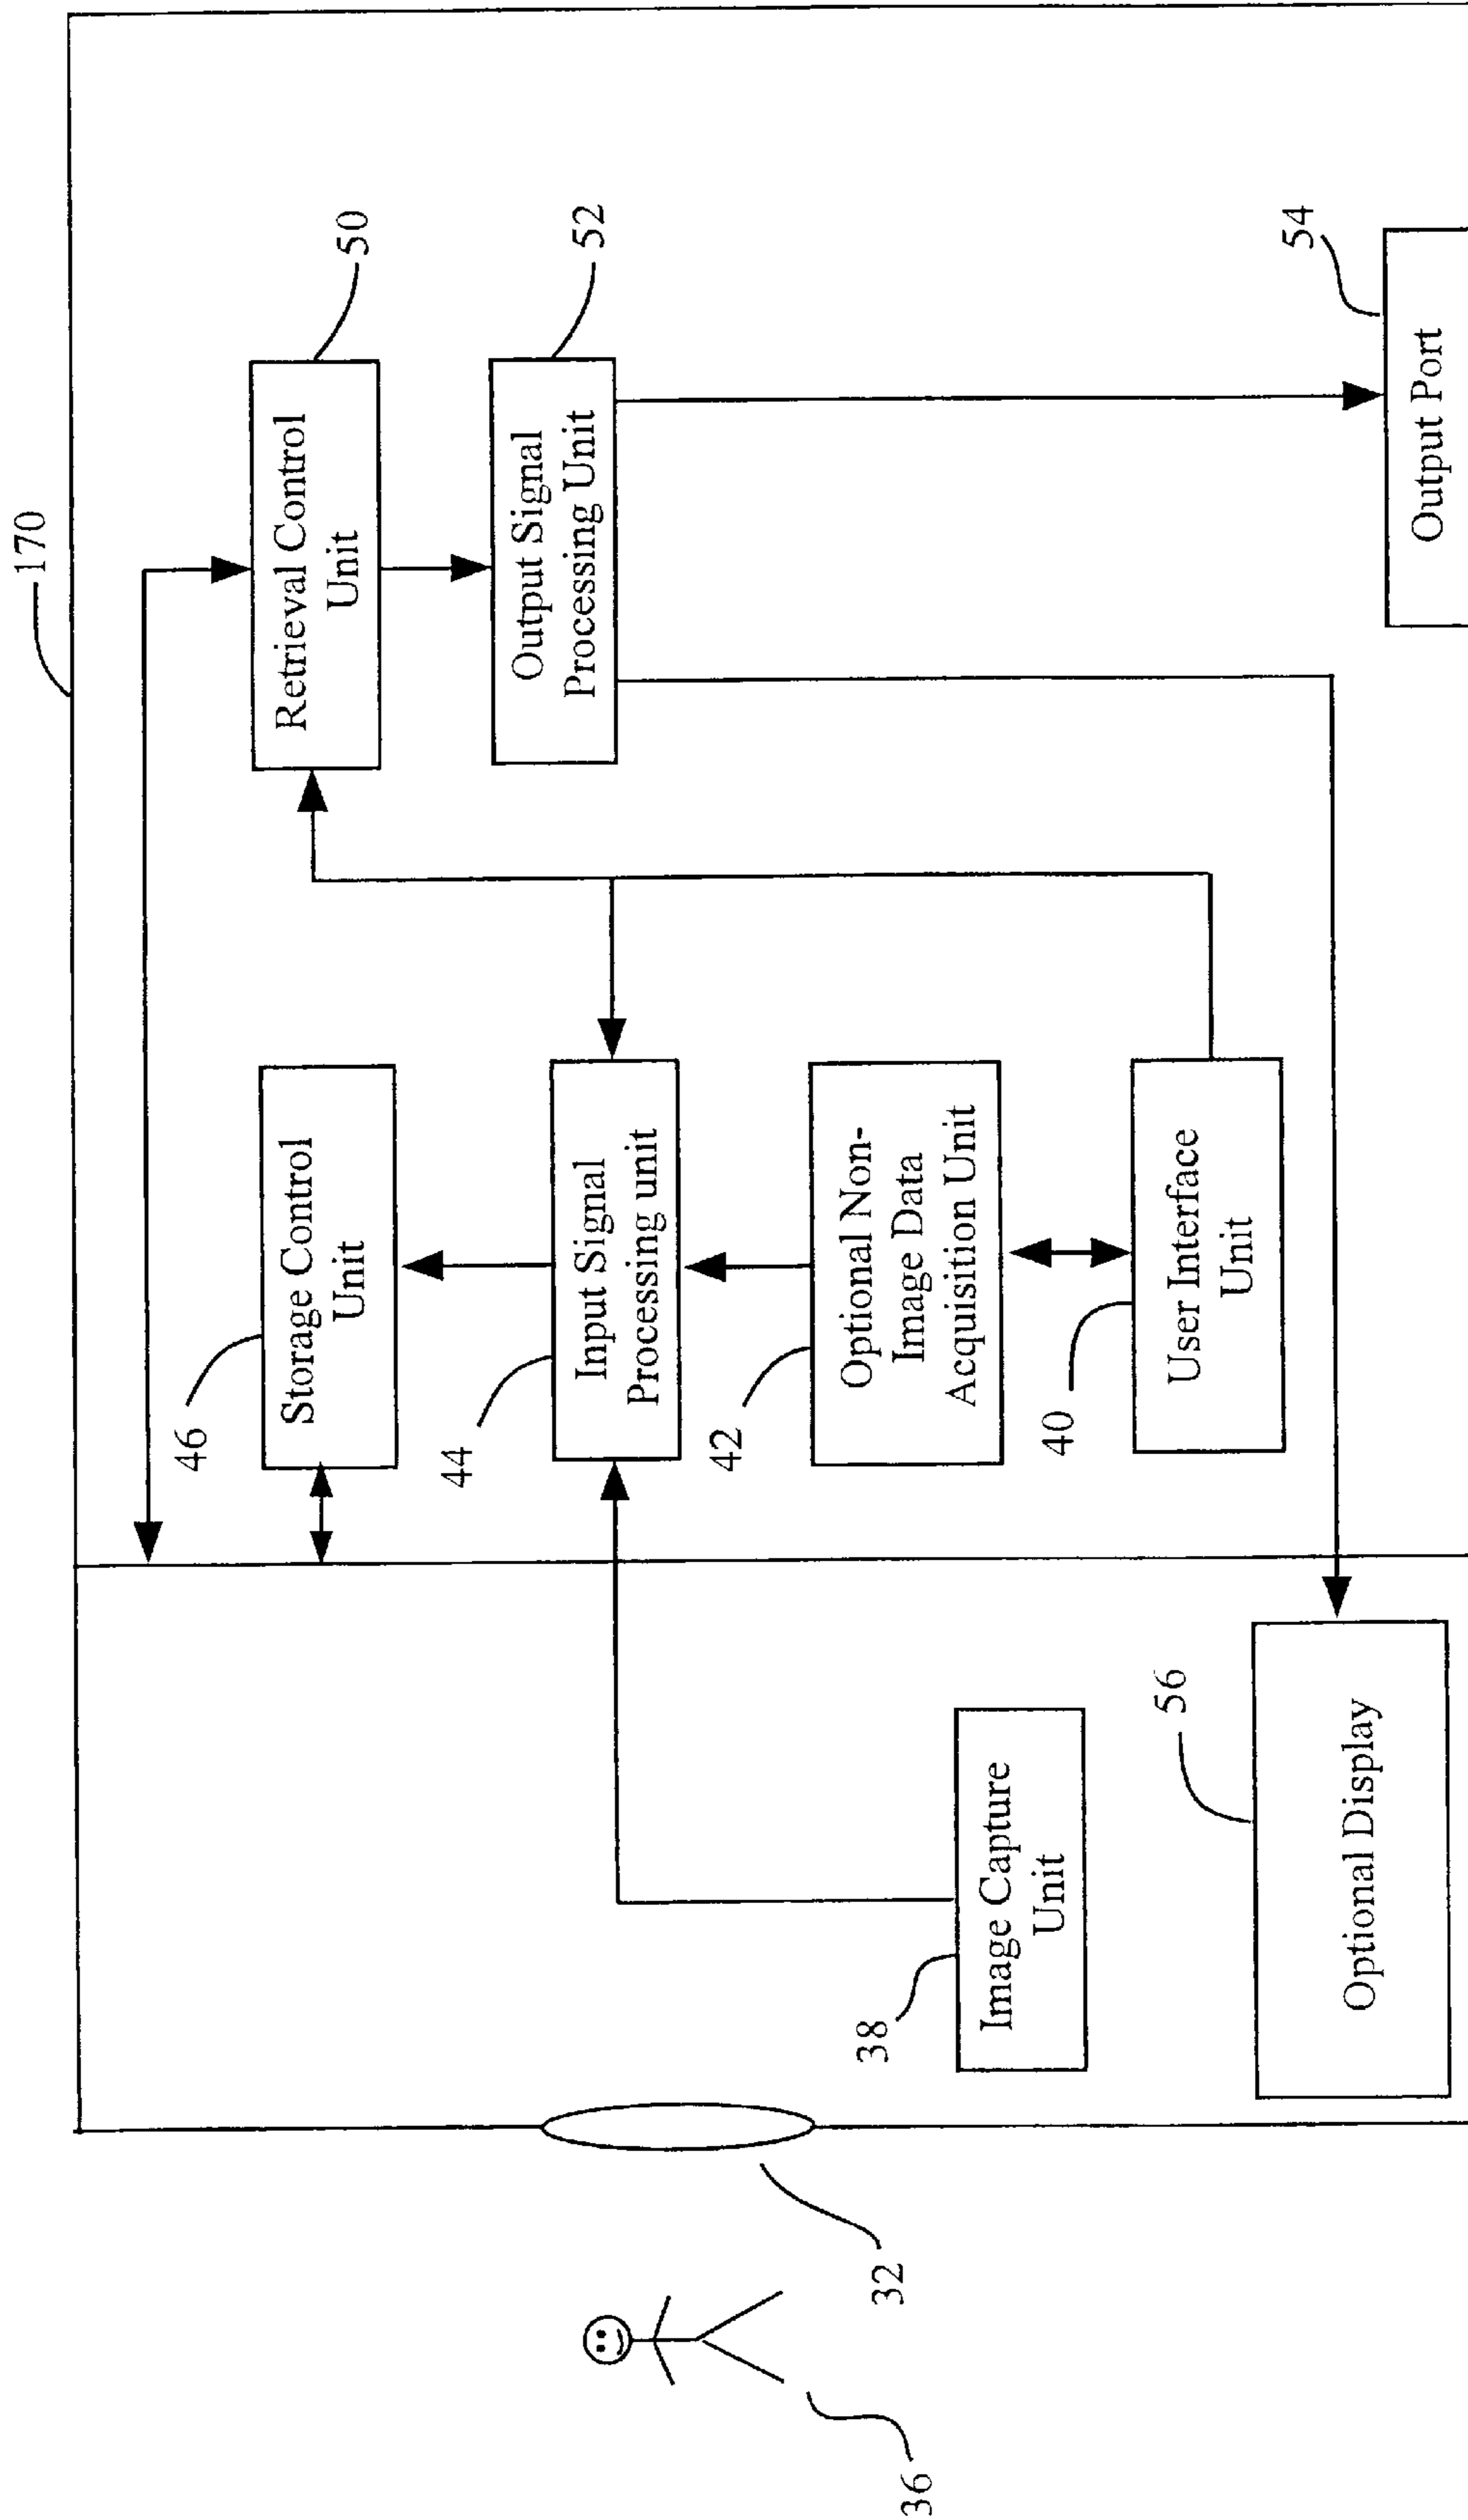 170
50
Retrieval Control
Unit
52
Output Signal
Processing Unit
54
Output Port
46
Storage Control
Unit
44
Input Signal
Processing unit
42
Optional Non-
Image Data
Acquisition Unit
40
User Interface
Unit
38
Image Capture
Unit
56
Optional Display
32
36